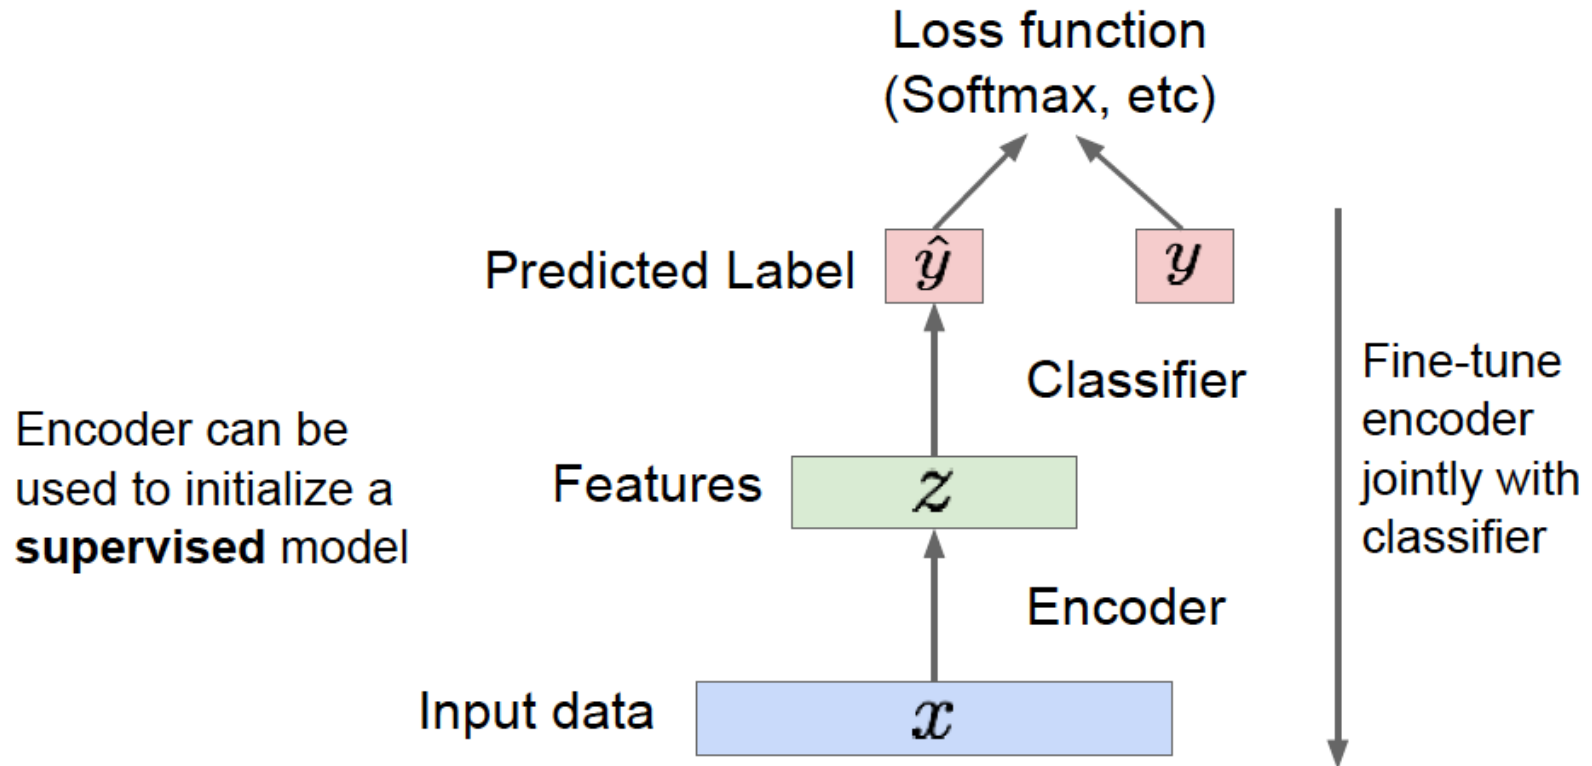 Loss function
(Softmax, etc)
Predicted Label
ŷ
y
Classifier
Fine-tune
encoder
jointly with
classifier
Encoder can be
used to initialize a
supervised model
Features
z
Encoder
Input data
x